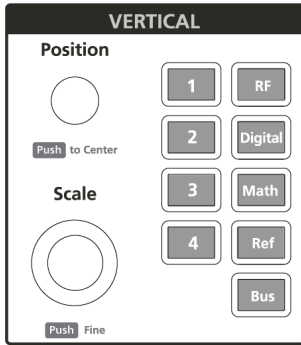 VERTICAL
Position
Push to Center
Scale
Push Fine
1 RF
2 Digital
3 Math
4 Ref
Bus